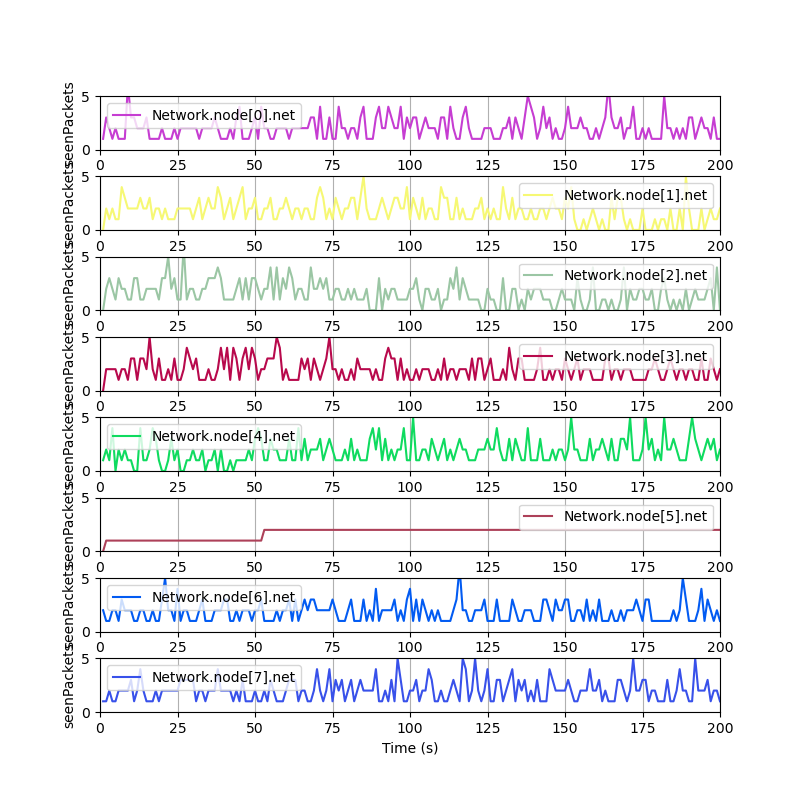 seenPackets
5
0
Network.node[0].net
0 25 50 75 100 125 150 175 200
seenPackets
5
0
Network.node[1].net
0 25 50 75 100 125 150 175 200
seenPackets
5
0
Network.node[2].net
0 25 50 75 100 125 150 175 200
seenPackets
5
0
Network.node[3].net
0 25 50 75 100 125 150 175 200
seenPackets
5
0
Network.node[4].net
0 25 50 75 100 125 150 175 200
seenPackets
5
0
Network.node[5].net
0 25 50 75 100 125 150 175 200
seenPackets
5
0
Network.node[6].net
0 25 50 75 100 125 150 175 200
seenPackets
5
0
Network.node[7].net
0 25 50 75 100 125 150 175 200
Time (s)